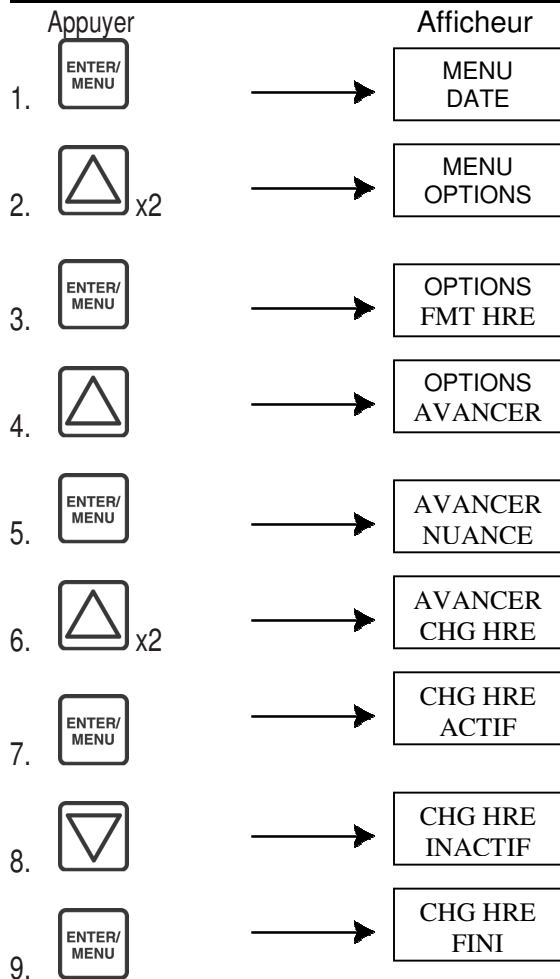 Appuyer Afficheur
1. ENTER/
MENU
MENU
DATE
2. x2
MENU
OPTIONS
3. ENTER/
MENU
OPTIONS
FMT HRE
4.
OPTIONS
AVANCER
5. ENTER/
MENU
AVANCER
NUANCE
6. x2
AVANCER
CHG HRE
7. ENTER/
MENU
CHG HRE
ACTIF
8.
CHG HRE
INACTIF
9. ENTER/
MENU
CHG HRE
FINI